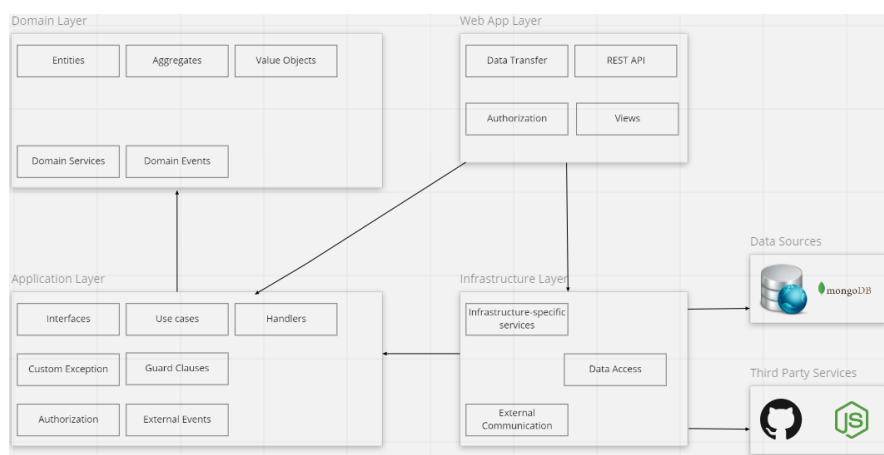 Domain Layer
Web App Layer
Entities
Aggregates
Value Objects
Data Transfer
REST API
Authorization
Views
Domain Services
Domain Events
Data Sources
Application Layer
Infrastructure Layer
mongoDB
Interfaces
Use cases
Handlers
Infrastructure-specific
services
Custom Exception
Guard Clauses
Data Access
Third Party Services
Authorization
External Events
External
Communication
JS